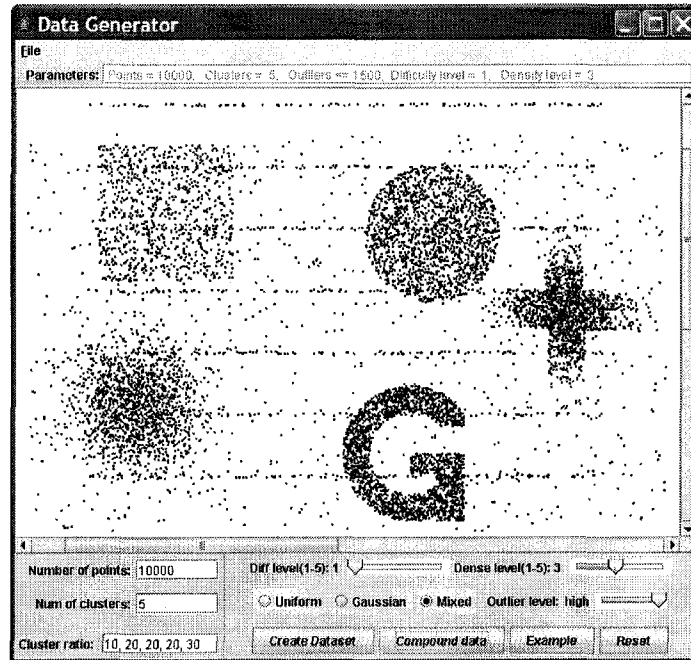 Data Generator
File
Parameters: Points = 10000, Clusters = 5, Outliers == 1500, Difficulty level = 1, Density level = 3
G
Number of points: 10000
Diff level(1-5): 1
Dense level(1-5): 3
Num of clusters: 5
Uniform Gaussian Mixed Outlier level: high
Cluster ratio: 10, 20, 20, 20, 30
Create Dataset Compound data Example Reset